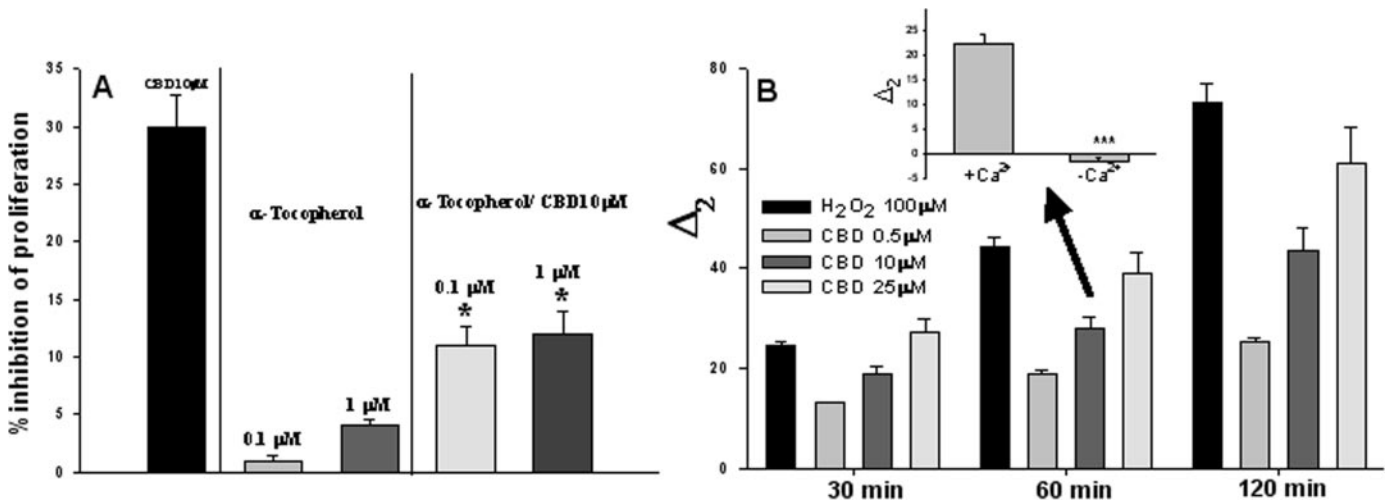 A
35
30
25
20
15
10
5
0
% inhibition of proliferation
CBD10µM
α-Tocopherol
0.1 µM
1 µM
α-Tocopherol/ CBD10µM
0.1 µM
*
1 µM
*
B
80
60
40
20
0
Δ2
25
20
15
10
5
0
-5
Δ2
+Ca2+
***
-Ca2+
H2O2 100µM
CBD 0.5µM
CBD 10µM
CBD 25µM
30 min
60 min
120 min